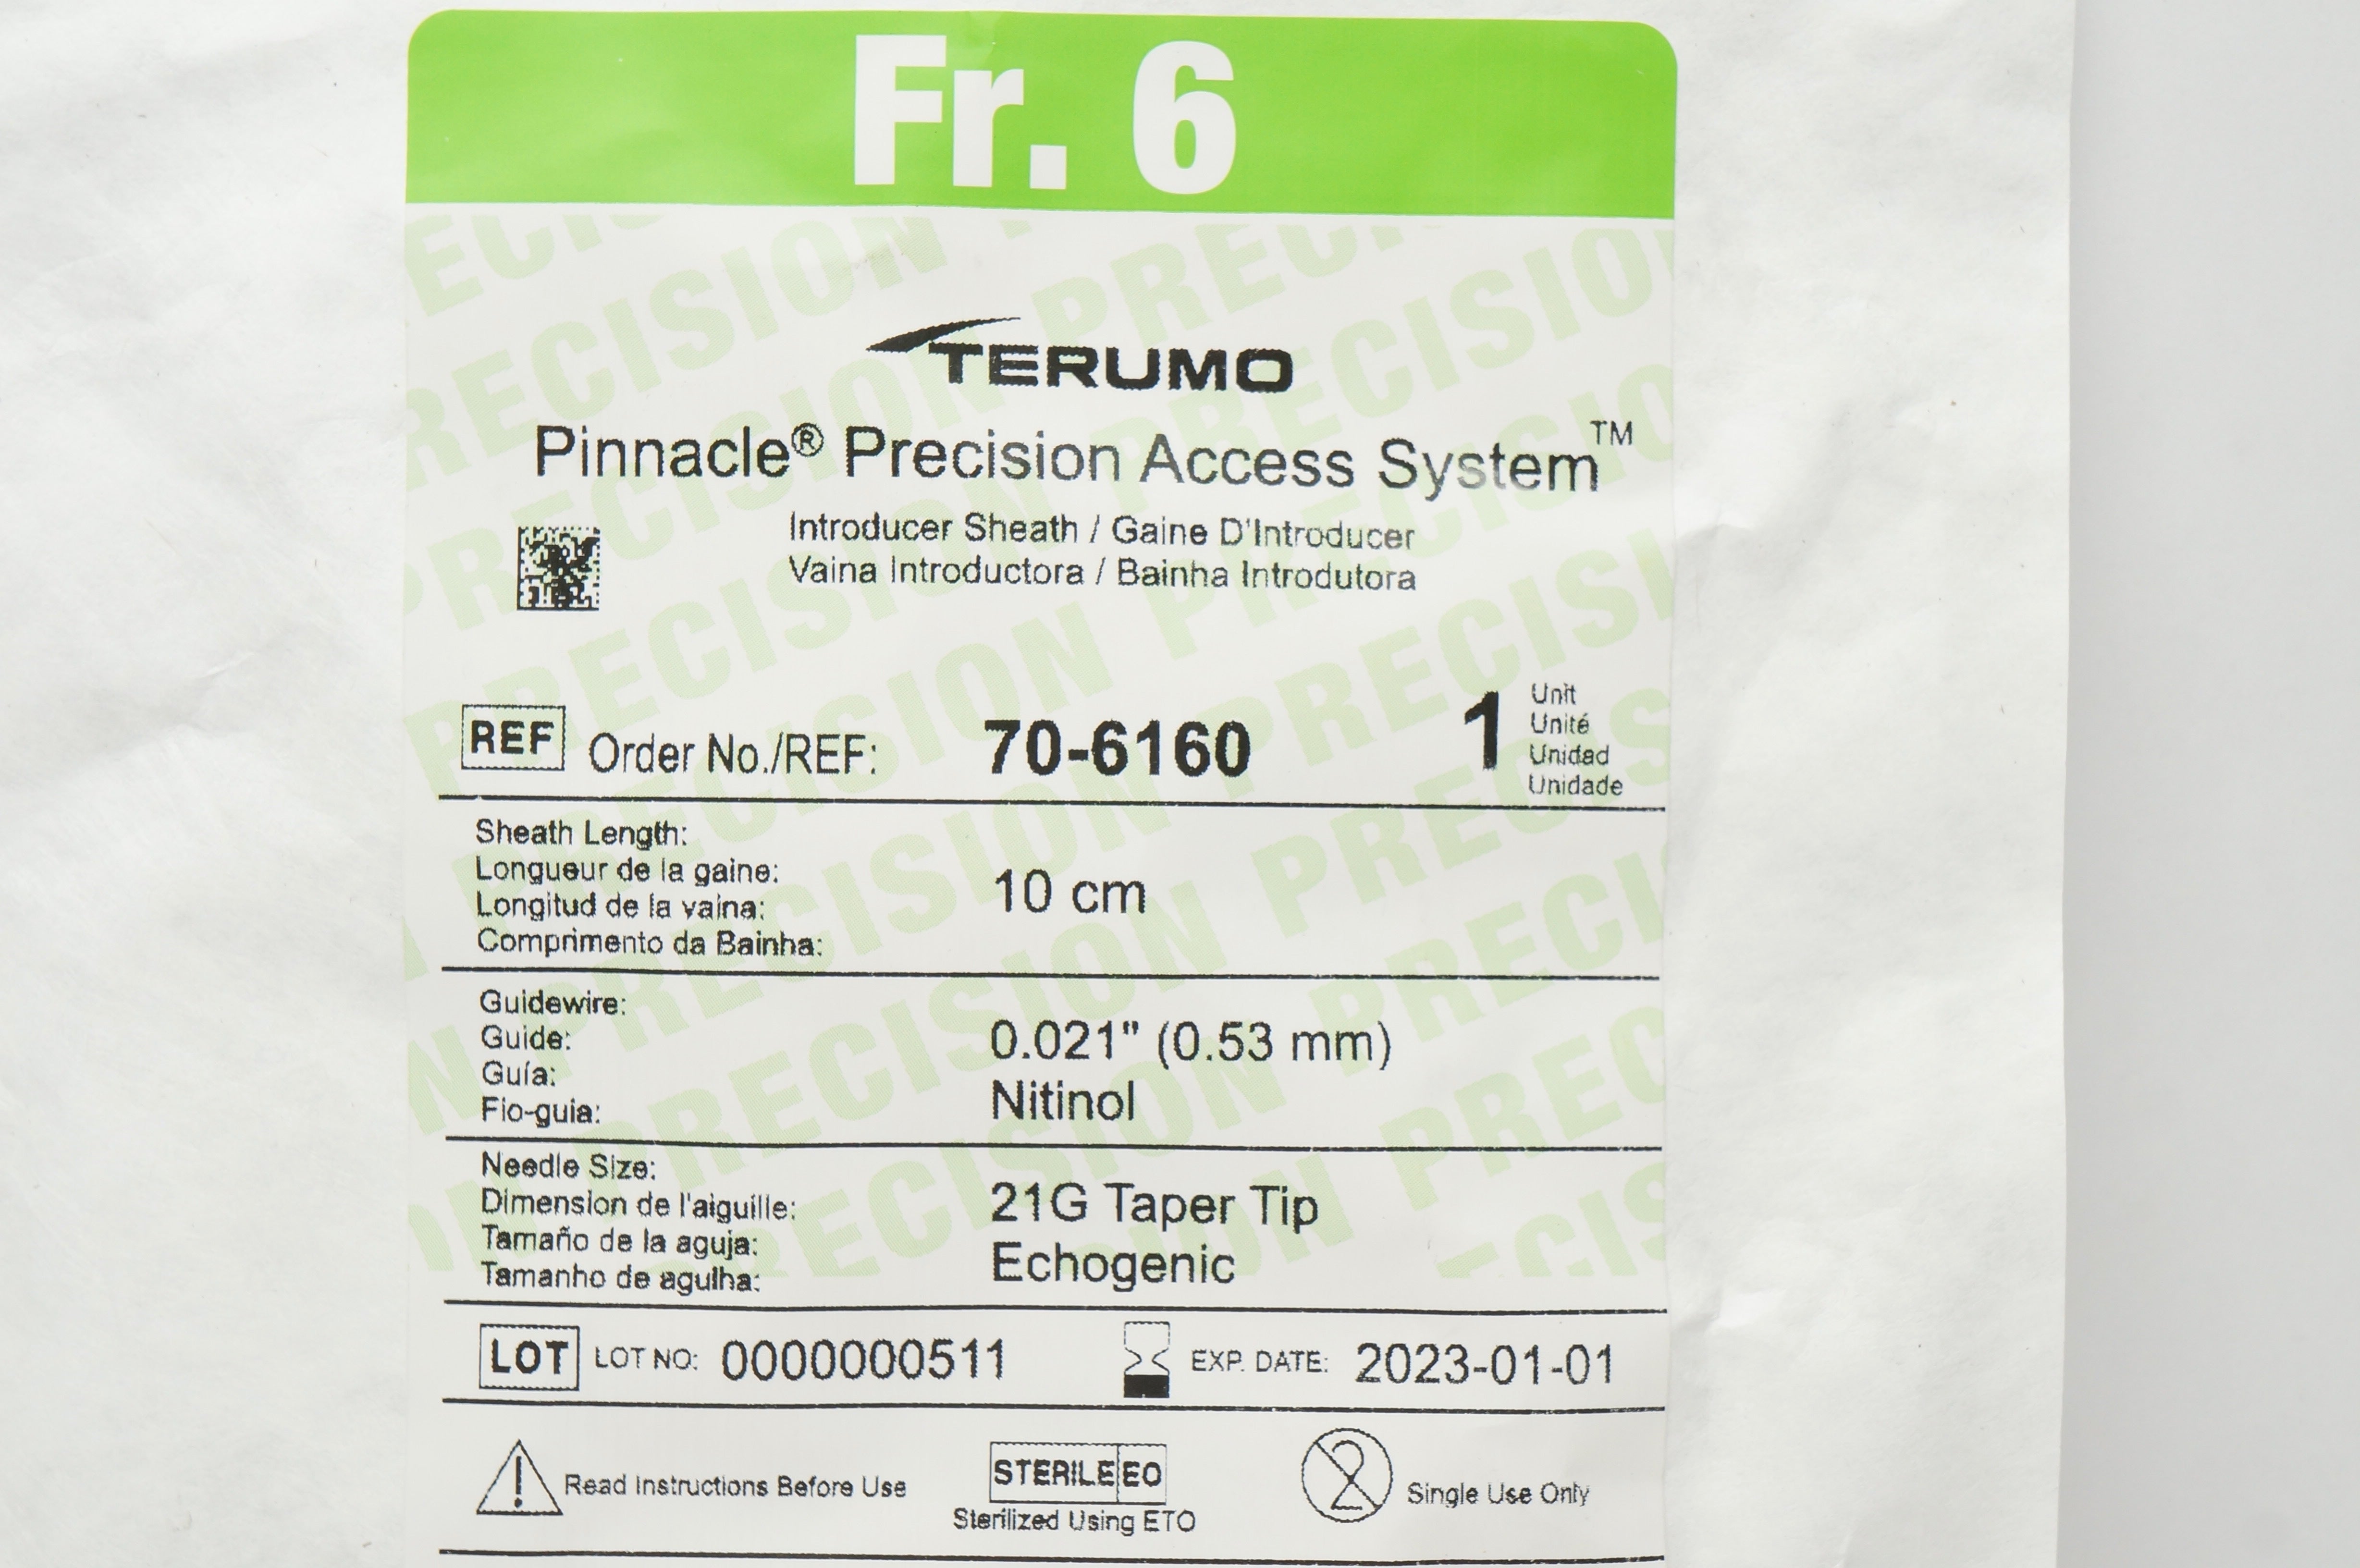 Fr. 6
TERUMO
Pinnacle® Precision Access System™
Introducer Sheath / Gaine D'Introducer
Vaina Introductora / Bainha Introdutora
REF Order No./REF: 70-6160 1 Unit
Unité
Unidad
Unidade
Sheath Length:
Longueur de la gaine:
Longitud de la vaina:
Comprimento da Bainha:
10 cm
Guidewire:
Guide:
Guía:
Fio-guia:
0.021" (0.53 mm)
Nitinol
Needle Size:
Dimension de l'aiguille:
Tamaño de la aguja:
Tamanho de agulha:
21G Taper Tip
Echogenic
LOT LOT NO: 0000000511 EXP. DATE: 2023-01-01
Read Instructions Before Use
STERILE EO
Sterilized Using ETO
2 Single Use Only
PRECISION PRECISION